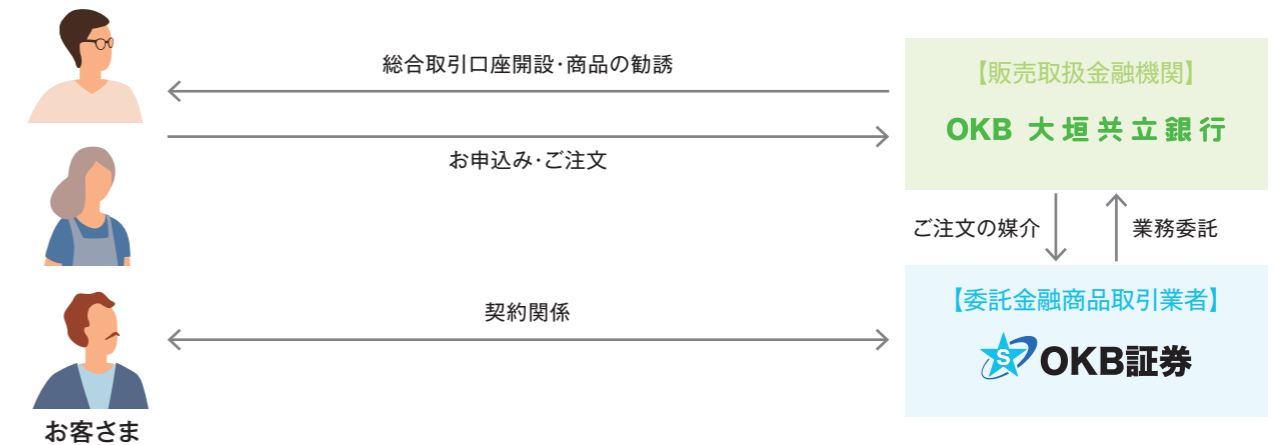 総合取引口座開設・商品の勧誘
【販売取扱金融機関】
OKB 大垣共立銀行
お申込み・ご注文
ご注文の媒介
業務委託
契約関係
【委託金融商品取引業者】
S OKB証券
お客さま